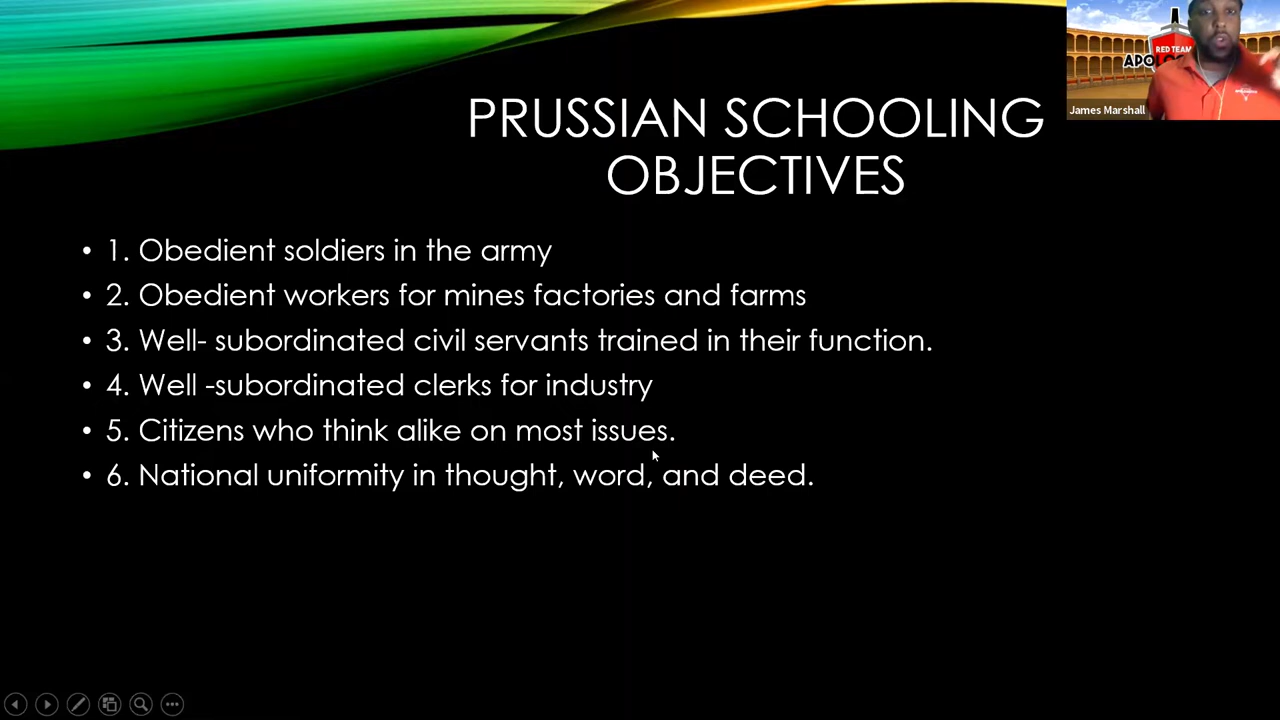 PRUSSIAN SCHOOLING
OBJECTIVES
• 1. Obedient soldiers in the army
• 2. Obedient workers for mines factories and farms
• 3. Well- subordinated civil servants trained in their function.
• 4. Well -subordinated clerks for industry
• 5. Citizens who think alike on most issues.
• 6. National uniformity in thought, word, and deed.
RED TEAM
James Marshall